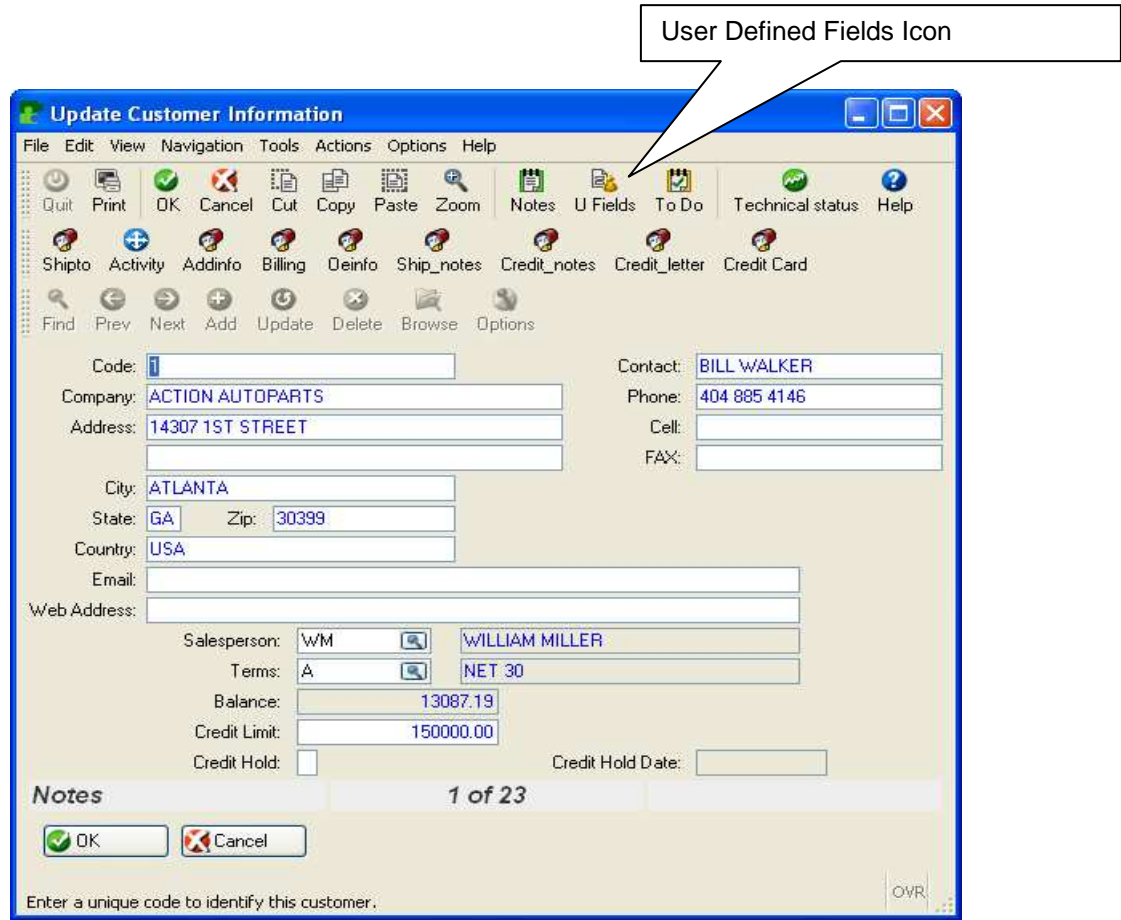 User Defined Fields Icon
Update Customer Information
File Edit View Navigation Tools Actions Options Help
Quit Print OK Cancel Cut Copy Paste Zoom Notes U Fields To Do Technical status Help
Shipto Activity Addinfo Billing Oeinfo Ship_notes Credit_notes Credit_letter Credit Card
Find Prev Next Add Update Delete Browse Options
Code: 1 Contact: BILL WALKER
Company: ACTION AUTOPARTS Phone: 404 885 4146
Address: 14307 1ST STREET Cell:
FAX:
City: ATLANTA
State: GA Zip: 30399
Country: USA
Email:
Web Address:
Salesperson: WM WILLIAM MILLER
Terms: A NET 30
Balance: 13087.19
Credit Limit: 150000.00
Credit Hold: Credit Hold Date:
Notes 1 of 23
OK Cancel
Enter a unique code to identify this customer. OVR